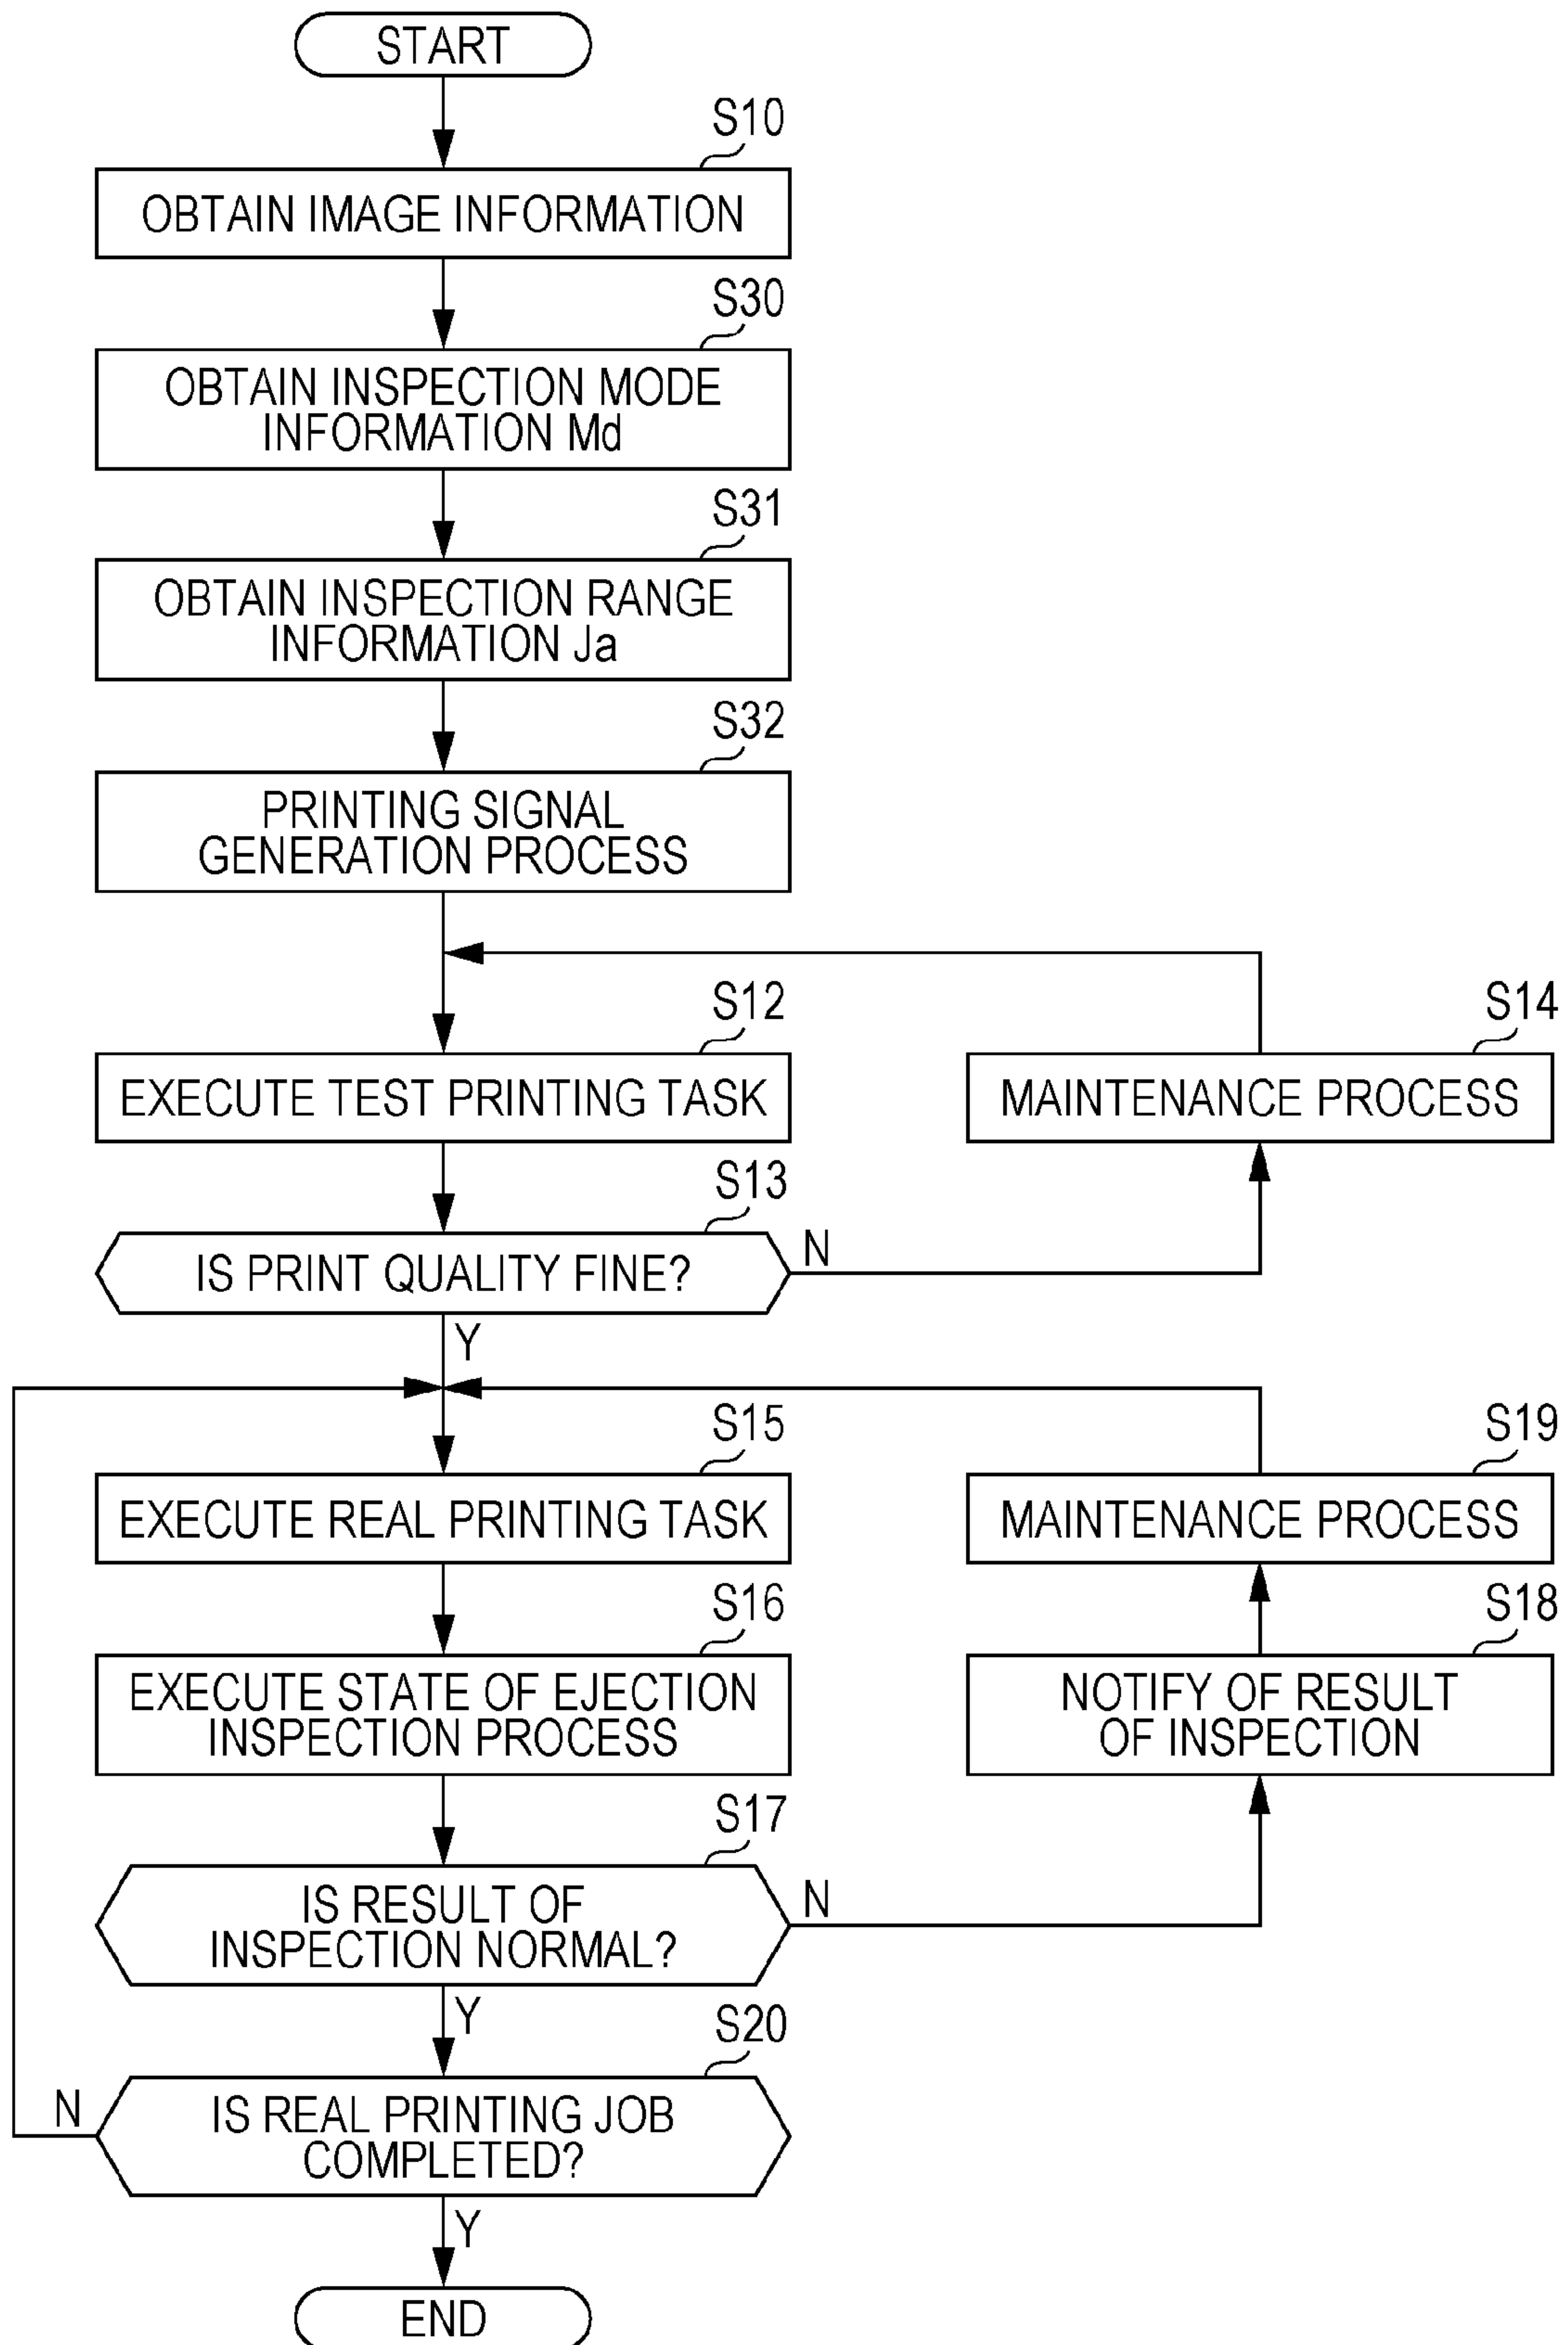 START
S10
OBTAIN IMAGE INFORMATION
S30
OBTAIN INSPECTION MODE
INFORMATION Md
S31
OBTAIN INSPECTION RANGE
INFORMATION Ja
S32
PRINTING SIGNAL
GENERATION PROCESS
S12
EXECUTE TEST PRINTING TASK
S14
MAINTENANCE PROCESS
S13
IS PRINT QUALITY FINE?
N
Y
S15
EXECUTE REAL PRINTING TASK
S19
MAINTENANCE PROCESS
S16
EXECUTE STATE OF EJECTION
INSPECTION PROCESS
S18
NOTIFY OF RESULT
OF INSPECTION
S17
IS RESULT OF
INSPECTION NORMAL?
N
Y
S20
IS REAL PRINTING JOB
COMPLETED?
N
Y
END